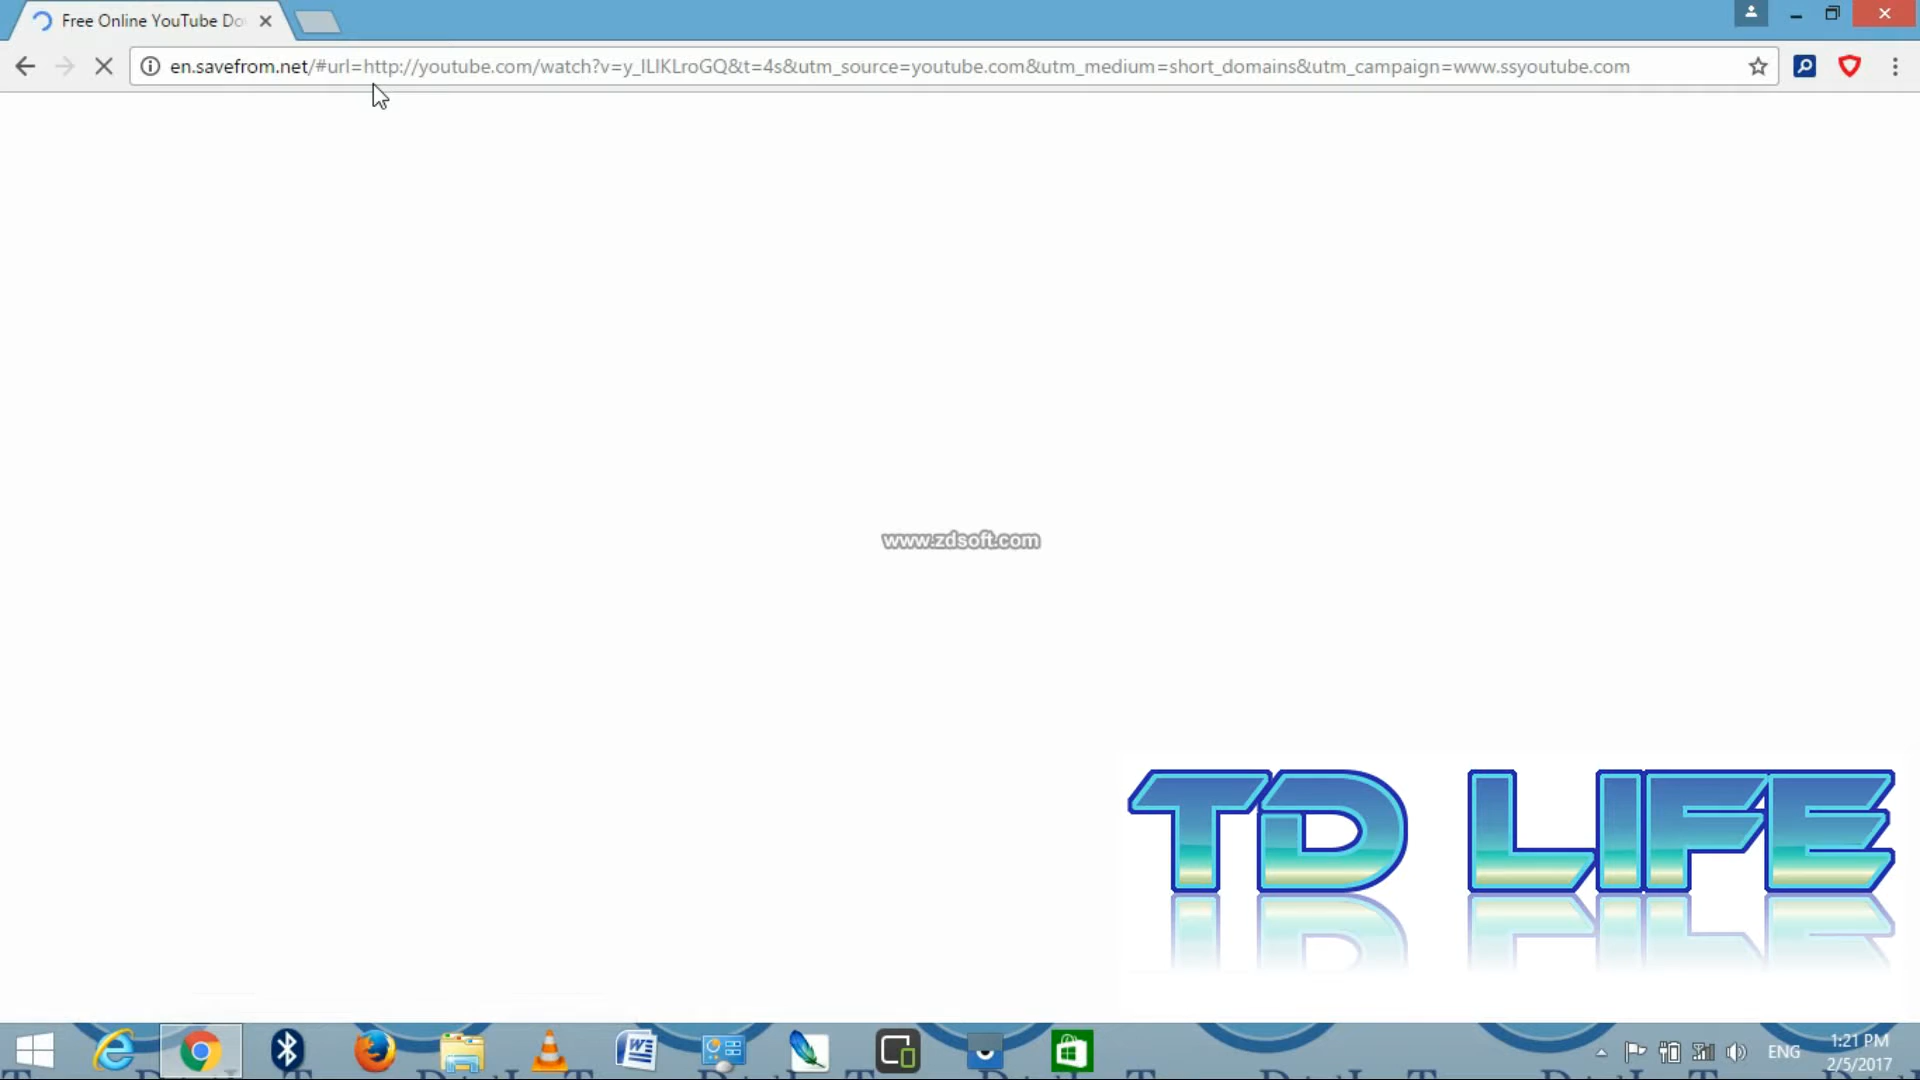 Free Online YouTube Do
en.savefrom.net/#url=http://youtube.com/watch?v=y_ILIKLroGQ&t=4s&utm_source=youtube.com&utm_medium=short_domains&utm_campaign=www.ssyoutube.com
www.zdsoft.com
TD LIFE
ENG
1:21 PM
2/5/2017